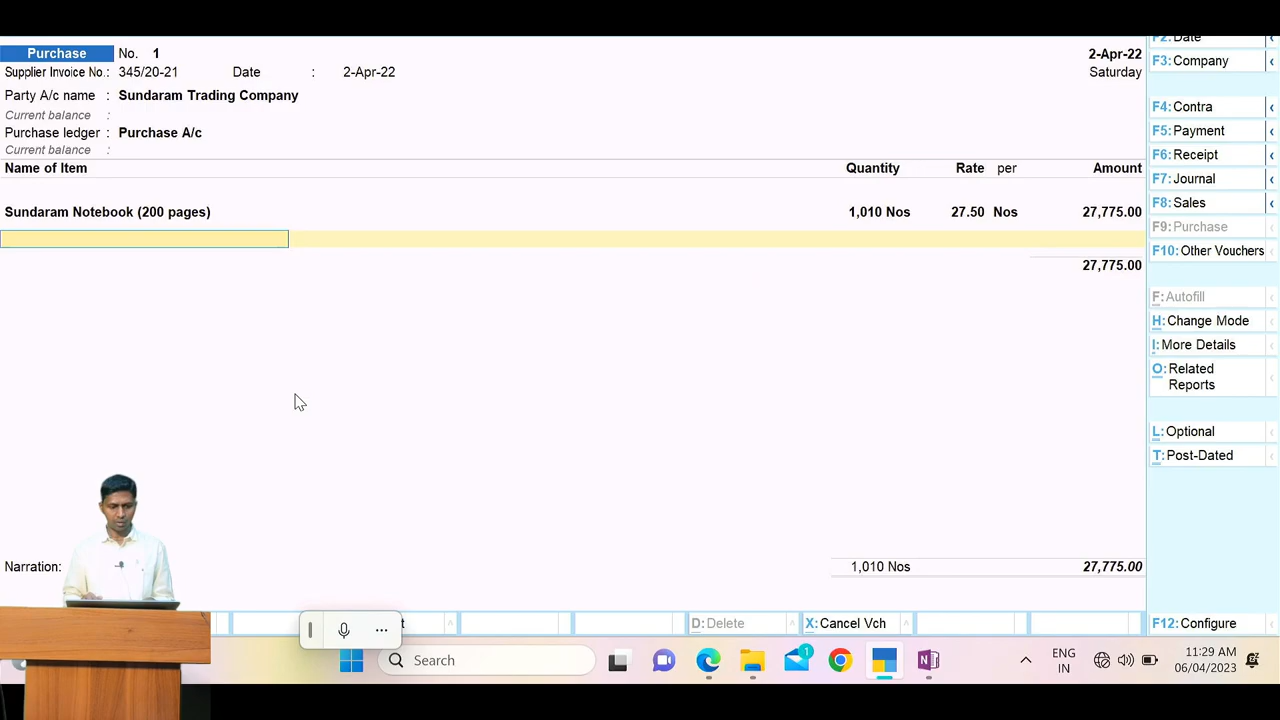 F2: Date
Purchase No. 1 2-Apr-22
F3: Company
Supplier Invoice No.: 345/20-21 Date : 2-Apr-22 Saturday
Party A/c name : Sundaram Trading Company
F4: Contra
Current balance :
Purchase ledger : Purchase A/c
F5: Payment
Current balance :
F6: Receipt
Name of Item Quantity Rate per Amount
F7: Journal
F8: Sales
Sundaram Notebook (200 pages) 1,010 Nos 27.50 Nos 27,775.00
F9: Purchase
F10: Other Vouchers
27,775.00
F: Autofill
H: Change Mode
I: More Details
O: Related
Reports
L: Optional
T: Post-Dated
Narration: 1,010 Nos 27,775.00
D: Delete X: Cancel Vch F12: Configure
Search
1
ENG
IN
11:29 AM
06/04/2023